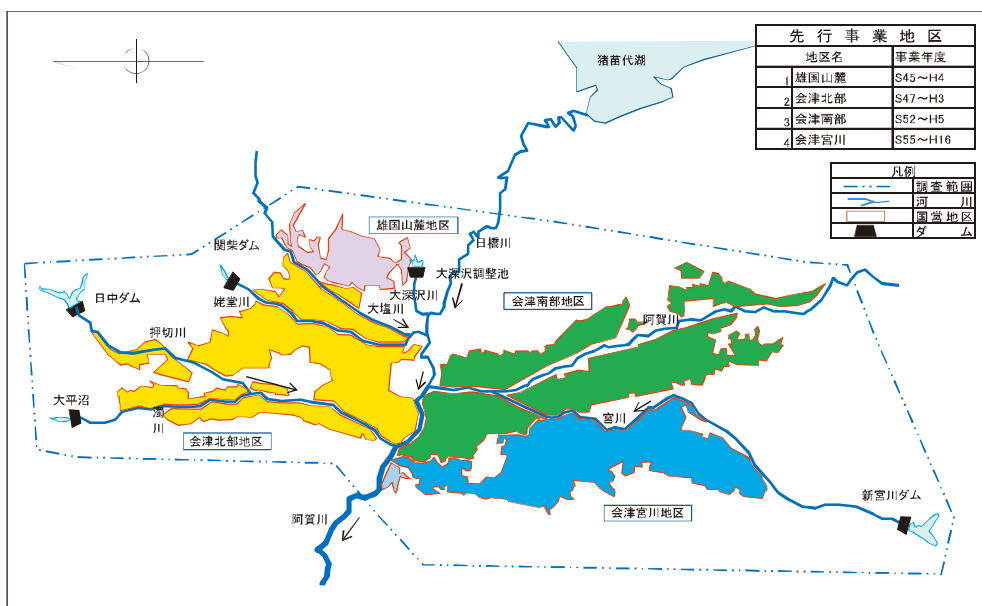 先行事業地区
地区名 事業年度
1 雄国山麓 S45～H4
2 会津北部 S47～H3
3 会津南部 S52～H5
4 会津宮川 S55～H16
凡例
調査範囲
河川
国営地区
ダム
猪苗代湖
雄国山麓地区
日橋川
関柴ダム
大深沢調整池
姥堂川
大深沢川
大塩川
会津南部地区
日中ダム
押切川
阿賀川
大平沼
濁川
会津北部地区
宮川
新宮川ダム
会津宮川地区
阿賀川